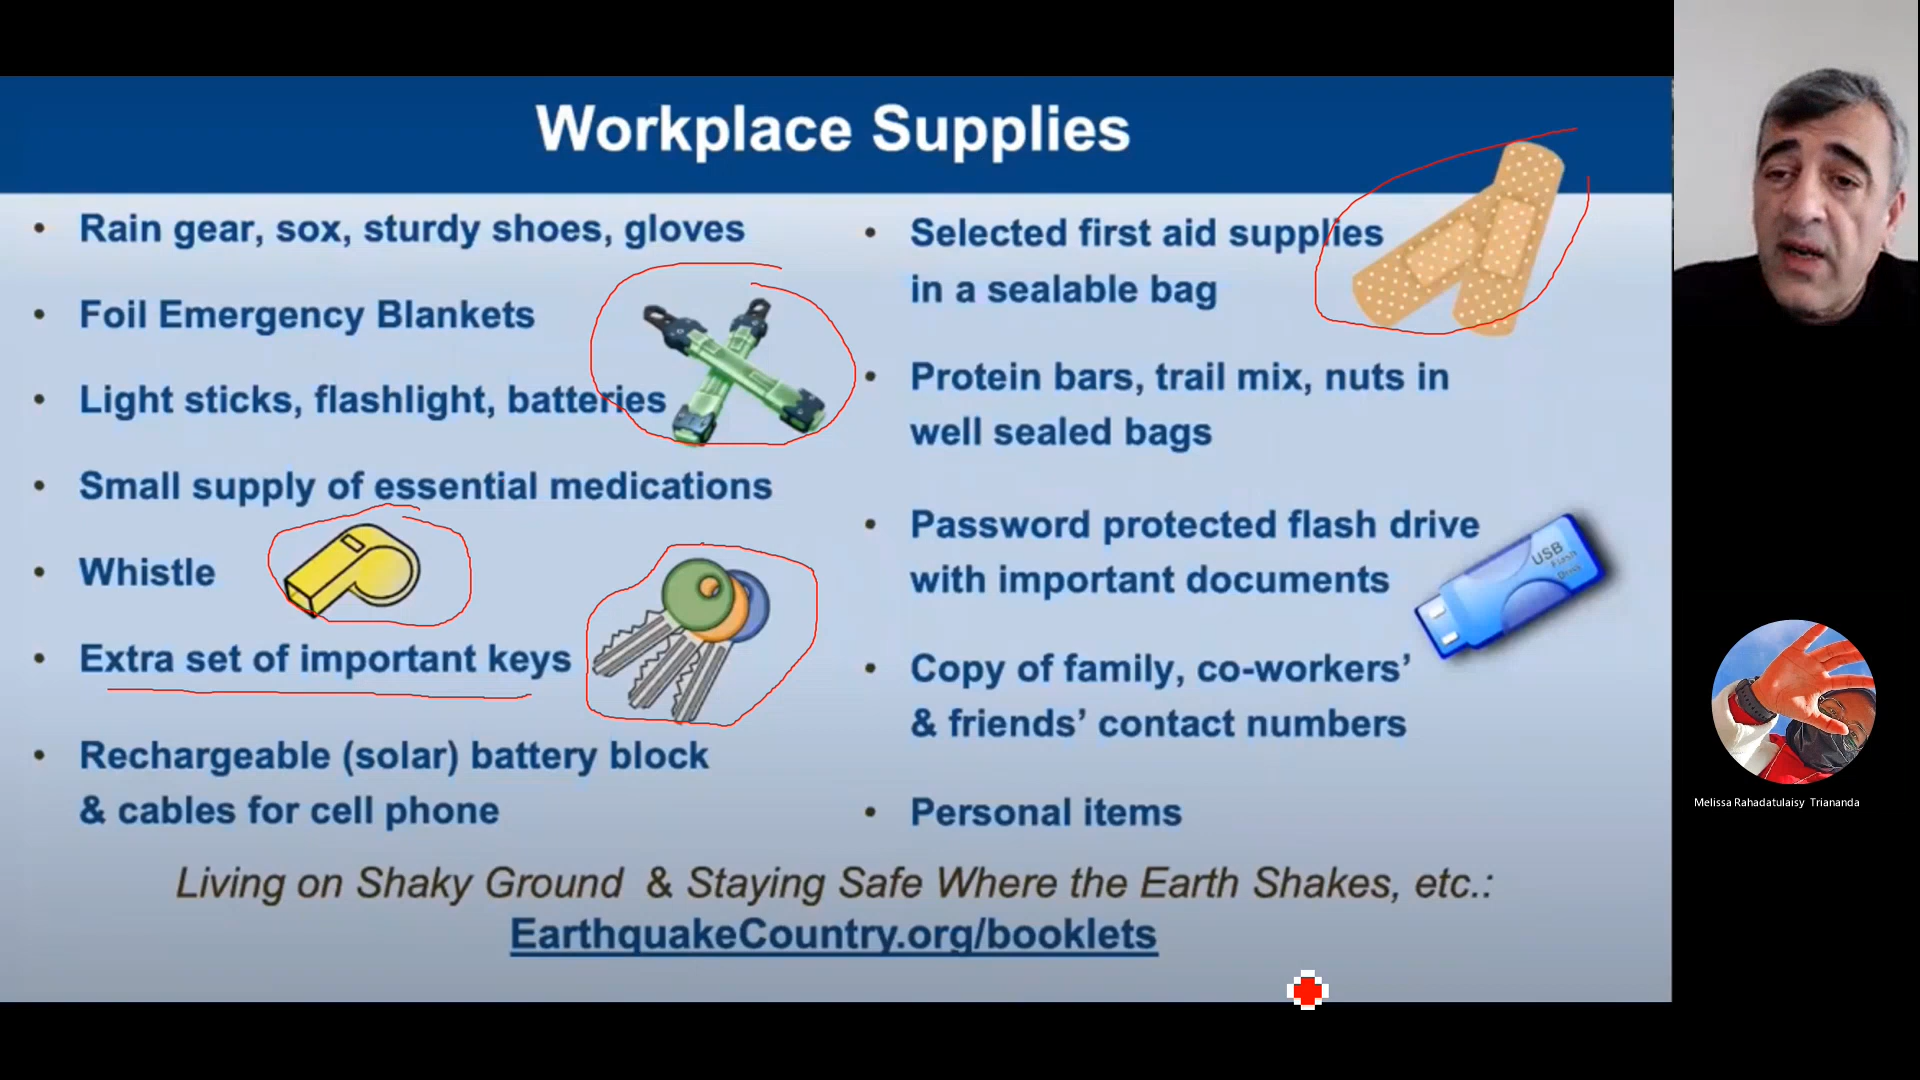 Workplace Supplies
• Rain gear, sox, sturdy shoes, gloves
• Foil Emergency Blankets
• Light sticks, flashlight, batteries
• Small supply of essential medications
• Whistle
• Extra set of important keys
• Rechargeable (solar) battery block
& cables for cell phone
• Selected first aid supplies
in a sealable bag
• Protein bars, trail mix, nuts in
well sealed bags
• Password protected flash drive
with important documents
USB
Flash
Drive
• Copy of family, co-workers’
& friends’ contact numbers
• Personal items
Living on Shaky Ground & Staying Safe Where the Earth Shakes, etc.:
EarthquakeCountry.org/booklets
Melissa Rahadatulaisy Triananda